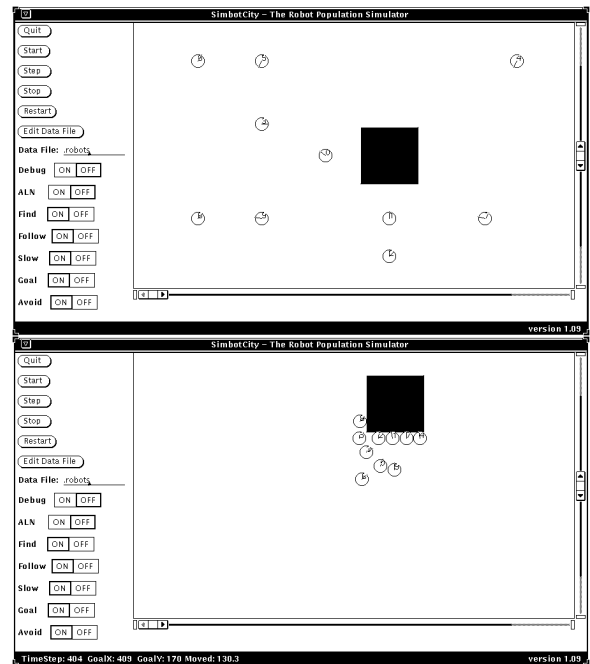 SimbotCity – The Robot Population Simulator
Quit
Start
Step
Stop
Restart
Edit Data File
Data File: .robots
Debug ON OFF
ALN ON OFF
Find ON OFF
Follow ON OFF
Slow ON OFF
Goal ON OFF
Avoid ON OFF
version 1.09
SimbotCity – The Robot Population Simulator
Quit
Start
Step
Stop
Restart
Edit Data File
Data File: .robots
Debug ON OFF
ALN ON OFF
Find ON OFF
Follow ON OFF
Slow ON OFF
Goal ON OFF
Avoid ON OFF
TimeStep: 404 GoalX: 409 GoalY: 170 Moved: 130.3 version 1.09